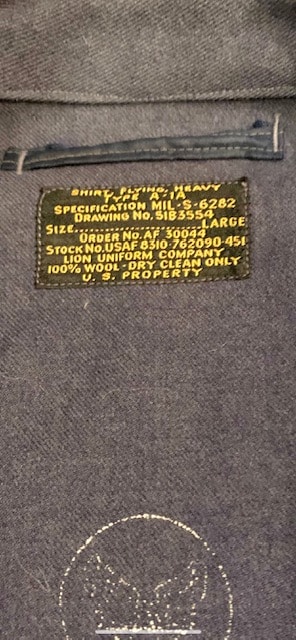 SHIRT, FLYING, HEAVY
TYPE A-1A
SPECIFICATION MIL-S-6282
DRAWING No. 51B3554
SIZE....................LARGE
ORDER No. AF 30044
STOCK No. USAF 8310-762090-451
LION UNIFORM COMPANY
100% WOOL - DRY CLEAN ONLY
U. S. PROPERTY